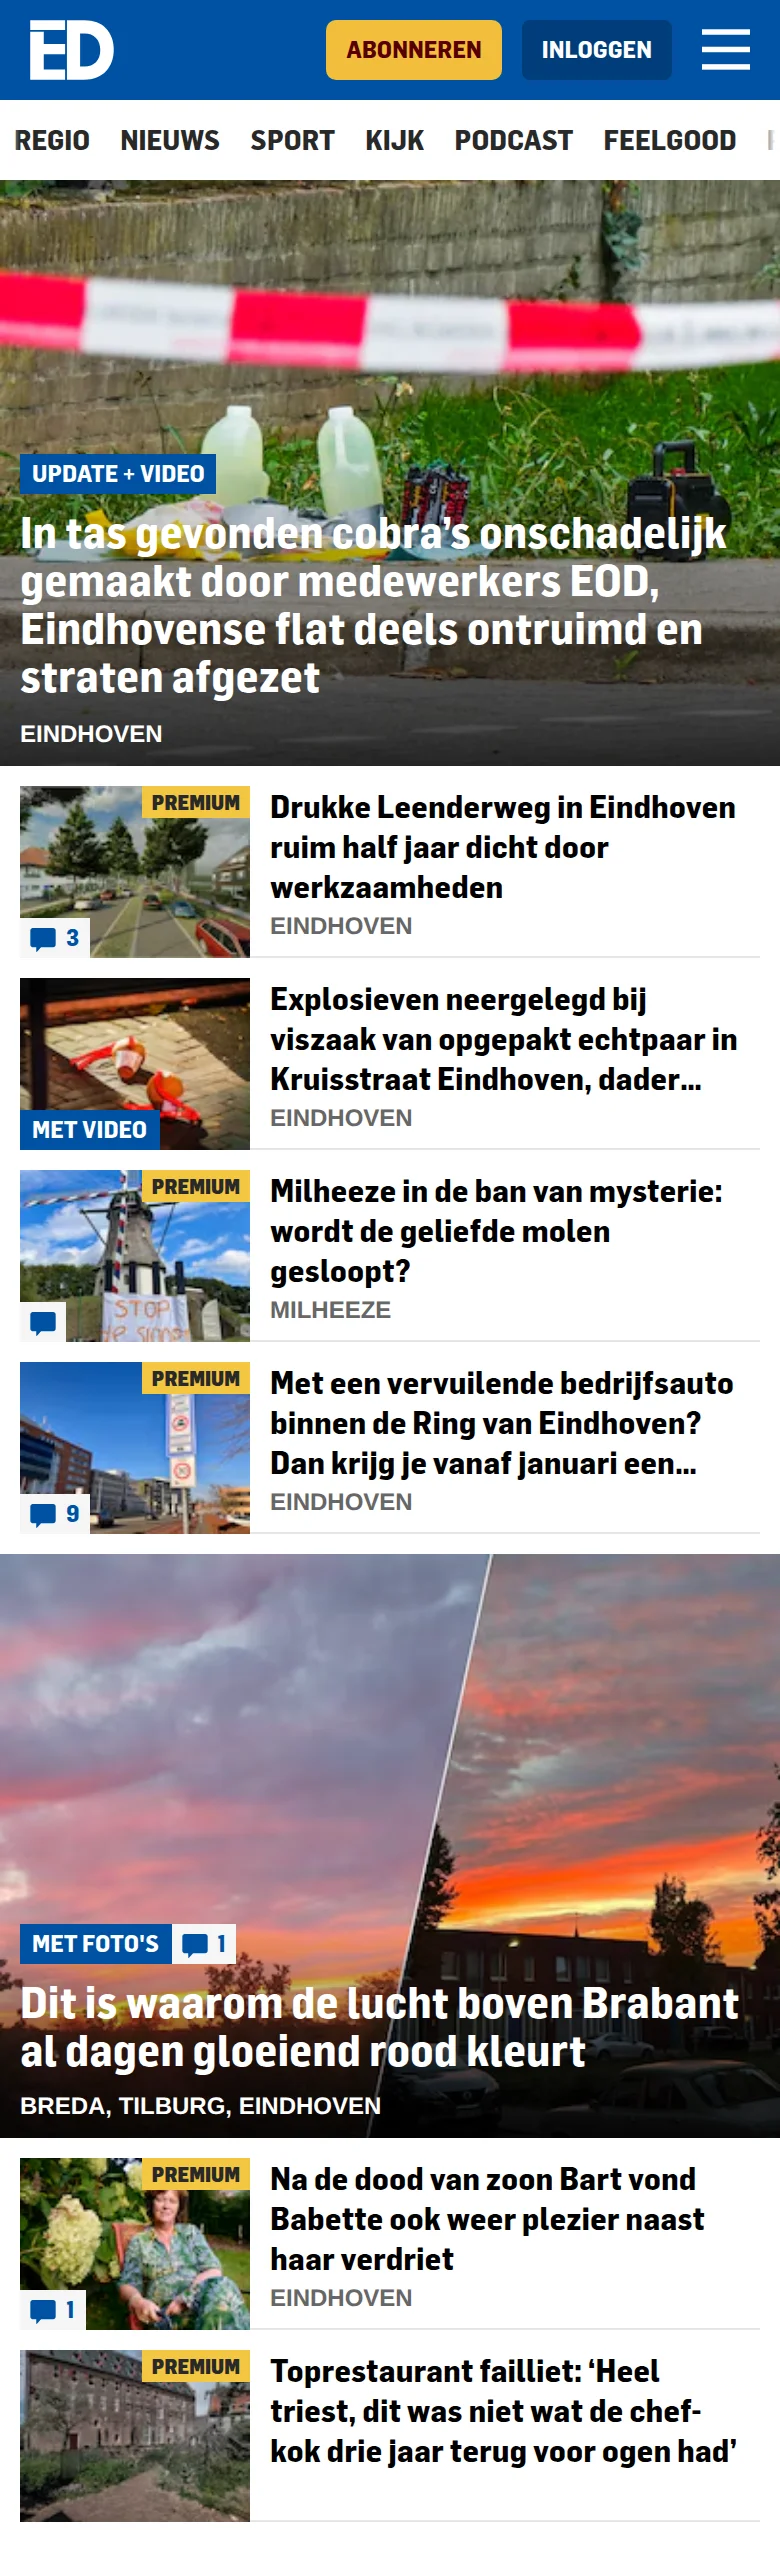 ED
ABONNEREN
INLOGGEN
REGIO NIEUWS SPORT KIJK PODCAST FEELGOOD
UPDATE + VIDEO
In tas gevonden cobra’s onschadelijk
gemaakt door medewerkers EOD,
Eindhovense flat deels ontruimd en
straten afgezet
EINDHOVEN
PREMIUM
3
Drukke Leenderweg in Eindhoven
ruim half jaar dicht door
werkzaamheden
EINDHOVEN
MET VIDEO
Explosieven neergelegd bij
viszaak van opgepakt echtpaar in
Kruisstraat Eindhoven, dader...
EINDHOVEN
PREMIUM
STOP
Milheeze in de ban van mysterie:
wordt de geliefde molen
gesloopt?
MILHEEZE
PREMIUM
9
Met een vervuilende bedrijfsauto
binnen de Ring van Eindhoven?
Dan krijg je vanaf januari een...
EINDHOVEN
MET FOTO'S
1
Dit is waarom de lucht boven Brabant
al dagen gloeiend rood kleurt
BREDA, TILBURG, EINDHOVEN
PREMIUM
1
Na de dood van zoon Bart vond
Babette ook weer plezier naast
haar verdriet
EINDHOVEN
PREMIUM
Toprestaurant failliet: ‘Heel
triest, dit was niet wat de chef-
kok drie jaar terug voor ogen had’